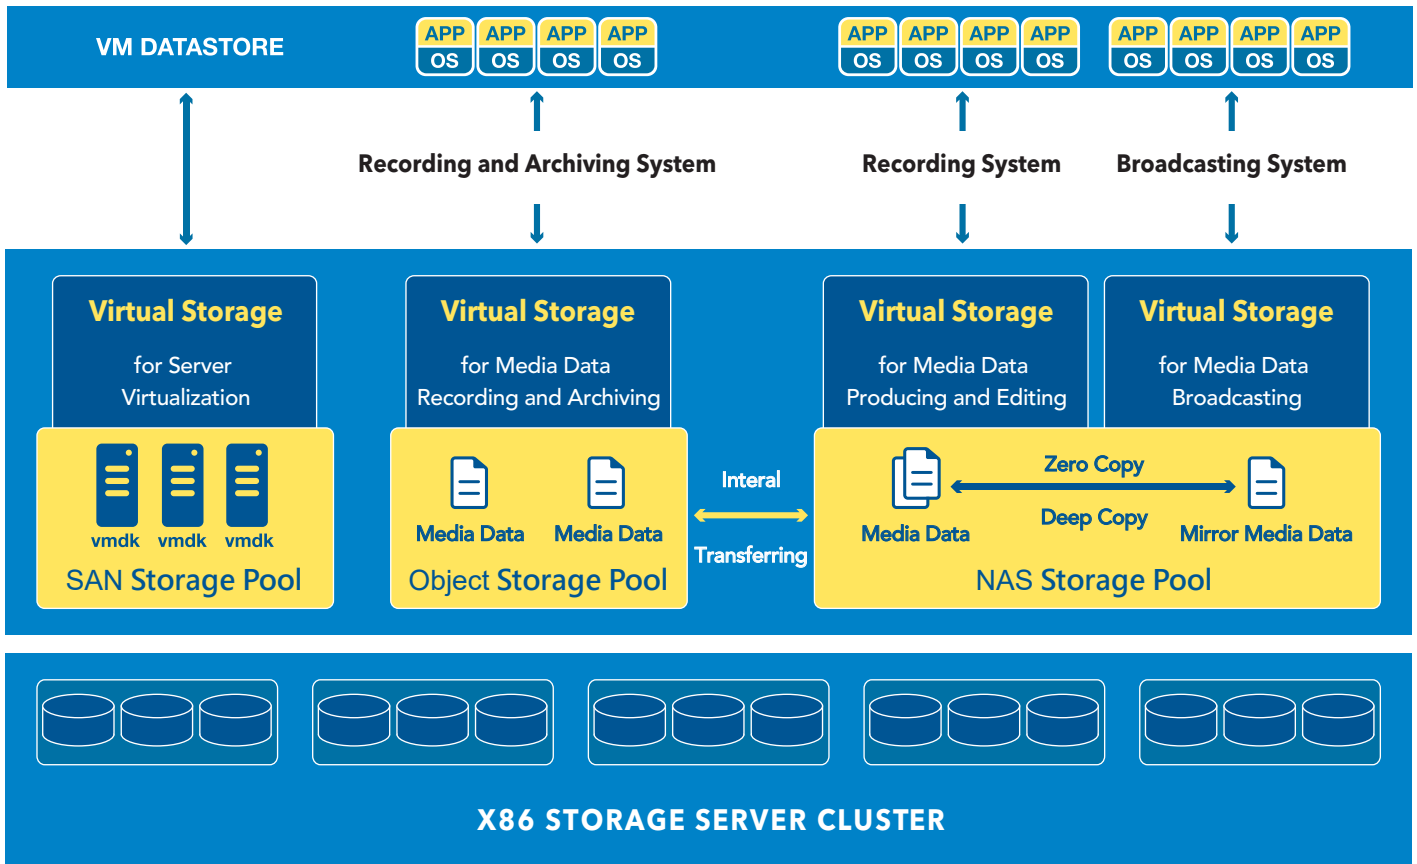 VM DATASTORE
APP APP APP APP
OS OS OS OS
APP APP APP APP
OS OS OS OS
APP APP APP APP
OS OS OS OS
Recording and Archiving System
Recording System
Broadcasting System
Virtual Storage
for Server
Virtualization
Virtual Storage
for Media Data
Recording and Archiving
Virtual Storage
for Media Data
Producing and Editing
Virtual Storage
for Media Data
Broadcasting
vmdk vmdk vmdk
SAN Storage Pool
Media Data Media Data
Object Storage Pool
Interal
Transferring
Media Data
Zero Copy
Deep Copy
Mirror Media Data
NAS Storage Pool
X86 STORAGE SERVER CLUSTER